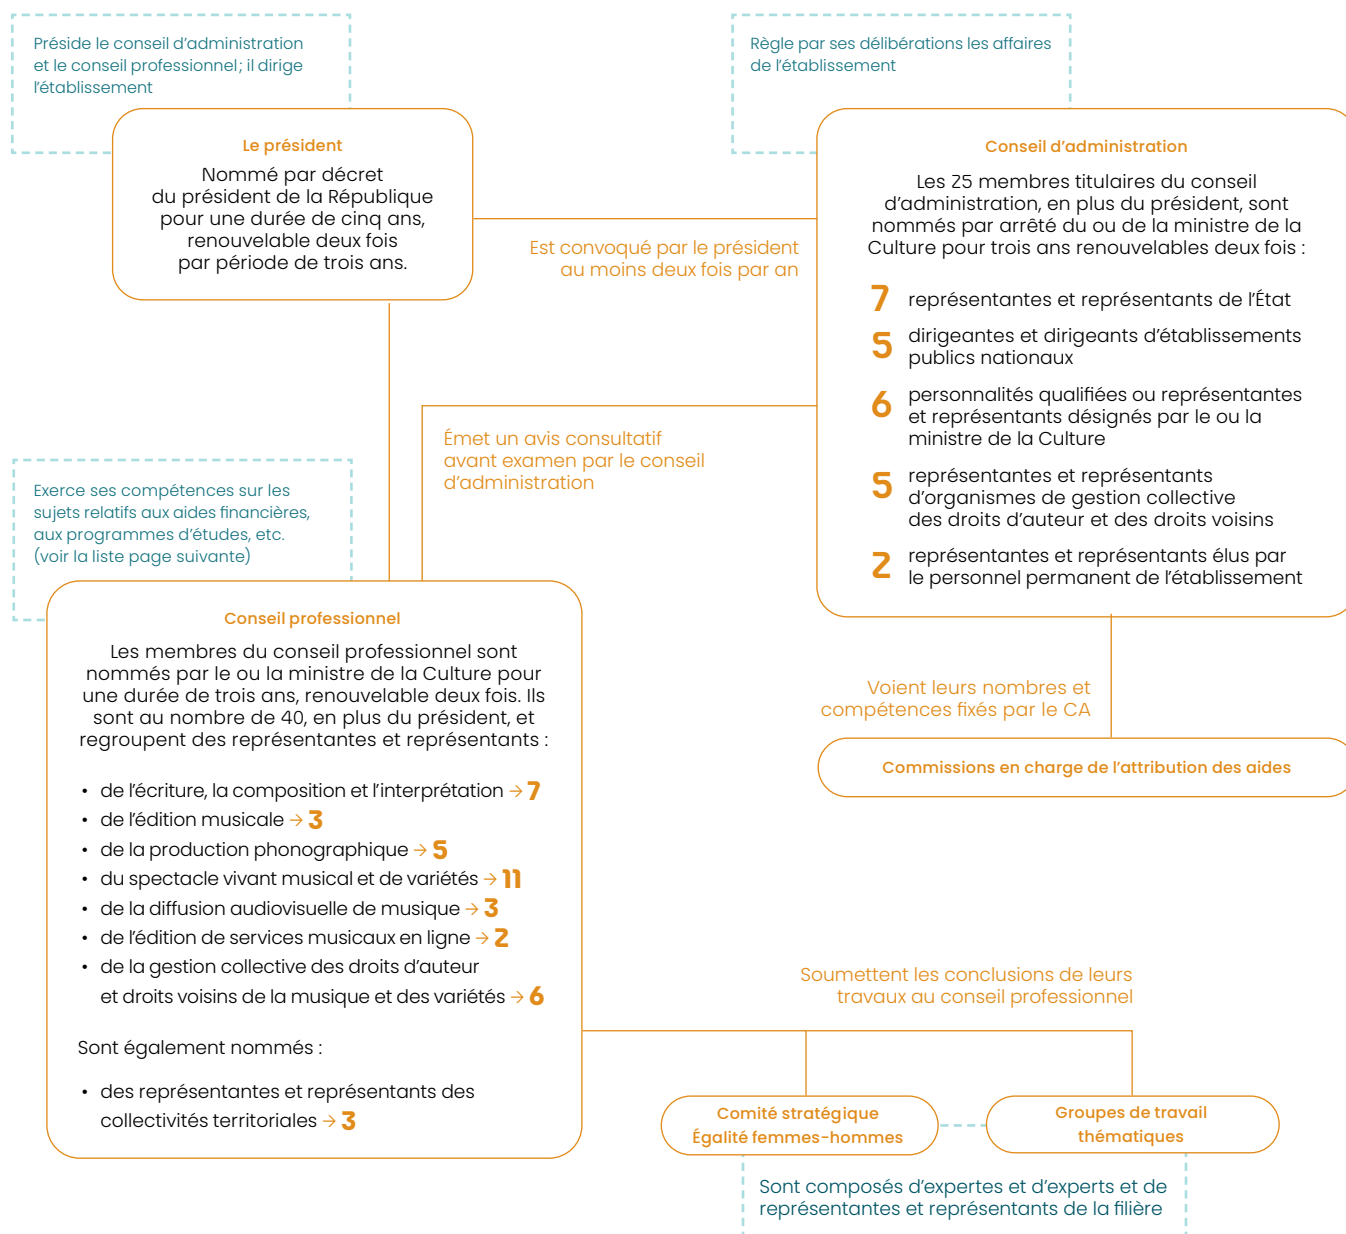 Préside le conseil d’administration
et le conseil professionnel ; il dirige
l’établissement
Le président
Nommé par décret
du président de la République
pour une durée de cinq ans,
renouvelable deux fois
par période de trois ans.
Règle par ses délibérations les affaires
de l’établissement
Conseil d’administration
Les 25 membres titulaires du conseil
d’administration, en plus du président, sont
nommés par arrêté du ou de la ministre de la
Culture pour trois ans renouvelables deux fois :
7 représentantes et représentants de l’État
5 dirigeantes et dirigeants d’établissements
publics nationaux
6 personnalités qualifiées ou représentantes
et représentants désignés par le ou la
ministre de la Culture
5 représentantes et représentants
d’organismes de gestion collective
des droits d’auteur et des droits voisins
2 représentantes et représentants élus par
le personnel permanent de l’établissement
Est convoqué par le président
au moins deux fois par an
Émet un avis consultatif
avant examen par le conseil
d’administration
Exerce ses compétences sur les
sujets relatifs aux aides financières,
aux programmes d’études, etc.
(voir la liste page suivante)
Conseil professionnel
Les membres du conseil professionnel sont
nommés par le ou la ministre de la Culture pour
une durée de trois ans, renouvelable deux fois. Ils
sont au nombre de 40, en plus du président, et
regroupent des représentantes et représentants :
• de l’écriture, la composition et l’interprétation → 7
• de l’édition musicale → 3
• de la production phonographique → 5
• du spectacle vivant musical et de variétés → 11
• de la diffusion audiovisuelle de musique → 3
• de l’édition de services musicaux en ligne → 2
• de la gestion collective des droits d’auteur
et droits voisins de la musique et des variétés → 6
Sont également nommés :
• des représentantes et représentants des
collectivités territoriales → 3
Voient leurs nombres et
compétences fixés par le CA
Commissions en charge de l’attribution des aides
Soumettent les conclusions de leurs
travaux au conseil professionnel
Comité stratégique
Égalité femmes-hommes
Groupes de travail
thématiques
Sont composés d’expertes et d’experts et de
représentantes et représentants de la filière